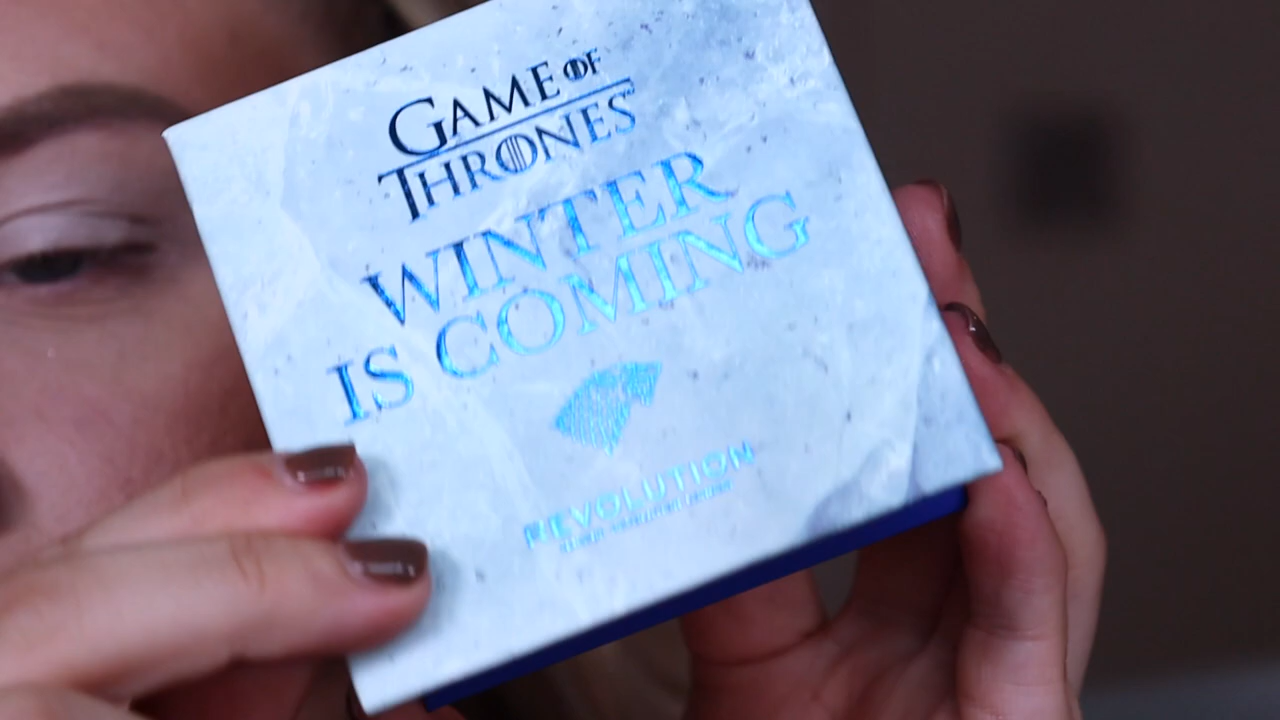 GAME OF
THRONES
WINTER
IS COMING
REVOLUTION